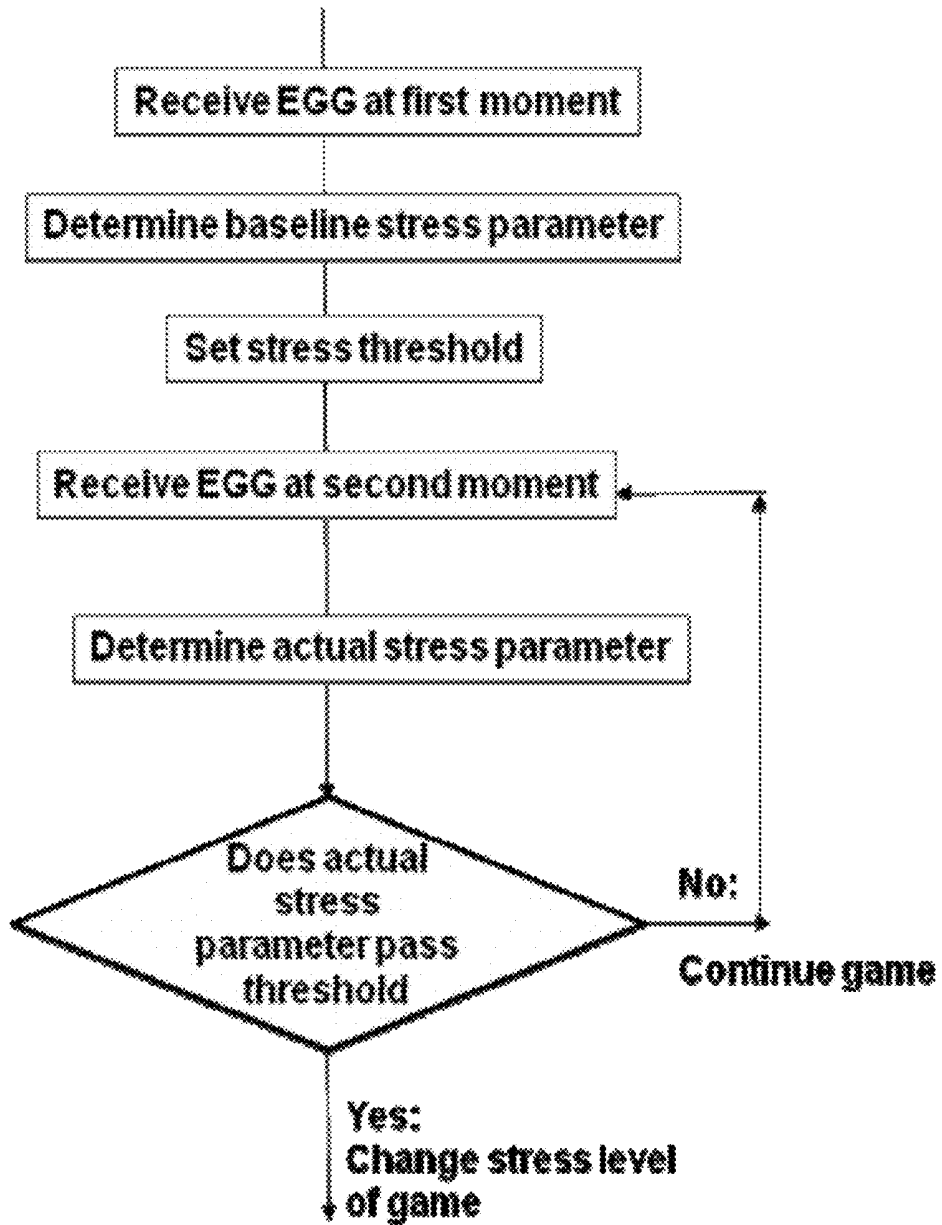 Receive EGG at first moment
Determine baseline stress parameter
Set stress threshold
Receive EGG at second moment
Determine actual stress parameter
Does actual
stress
parameter pass
threshold
No:
Continue game
Yes:
Change stress level
of game